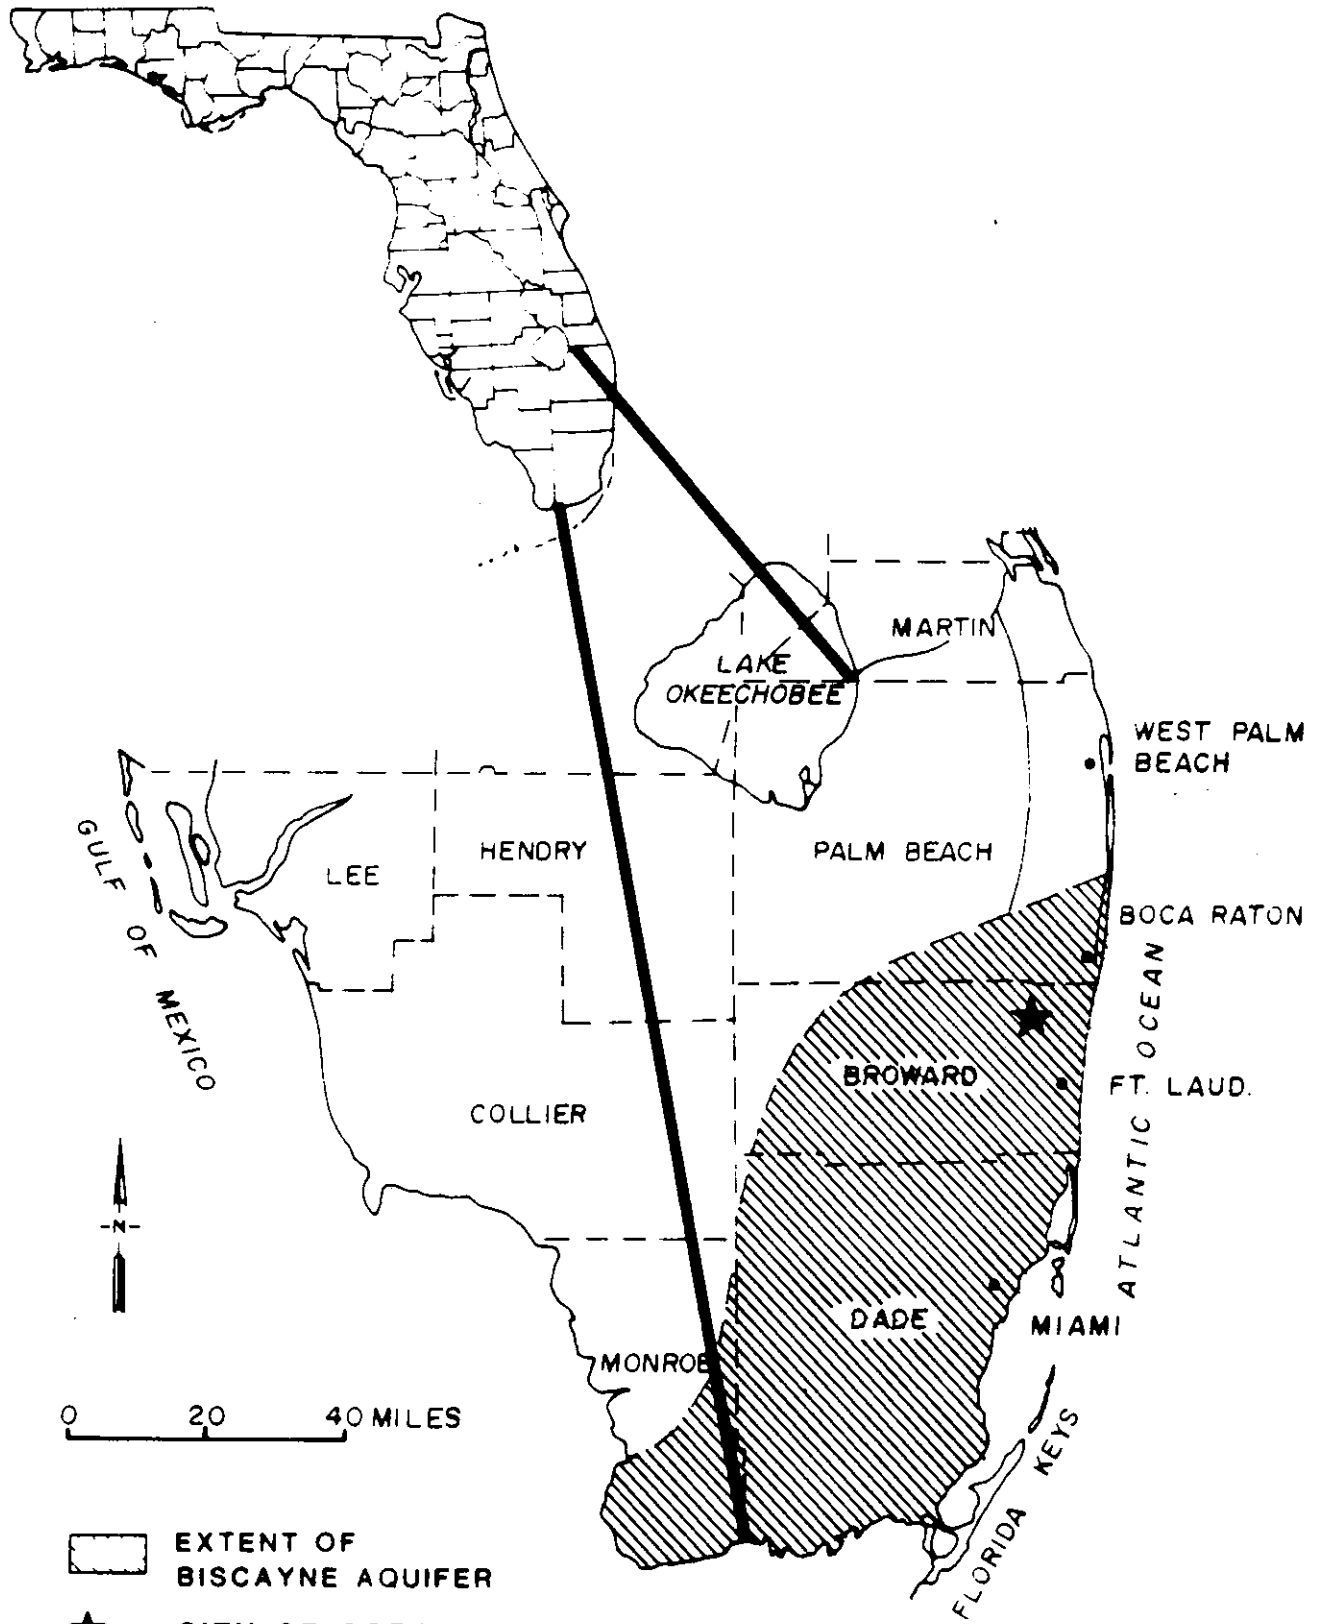 MARTIN
LAKE
OKEECHOBEE
WEST PALM
BEACH
GULF OF MEXICO
LEE
HENDRY
PALM BEACH
BOCA RATON
ATLANTIC OCEAN
BROWARD
FT. LAUD.
COLLIER
-N-
DADE
MIAMI
MONROE
0 20 40 MILES
FLORIDA KEYS
EXTENT OF
BISCAYNE AQUIFER